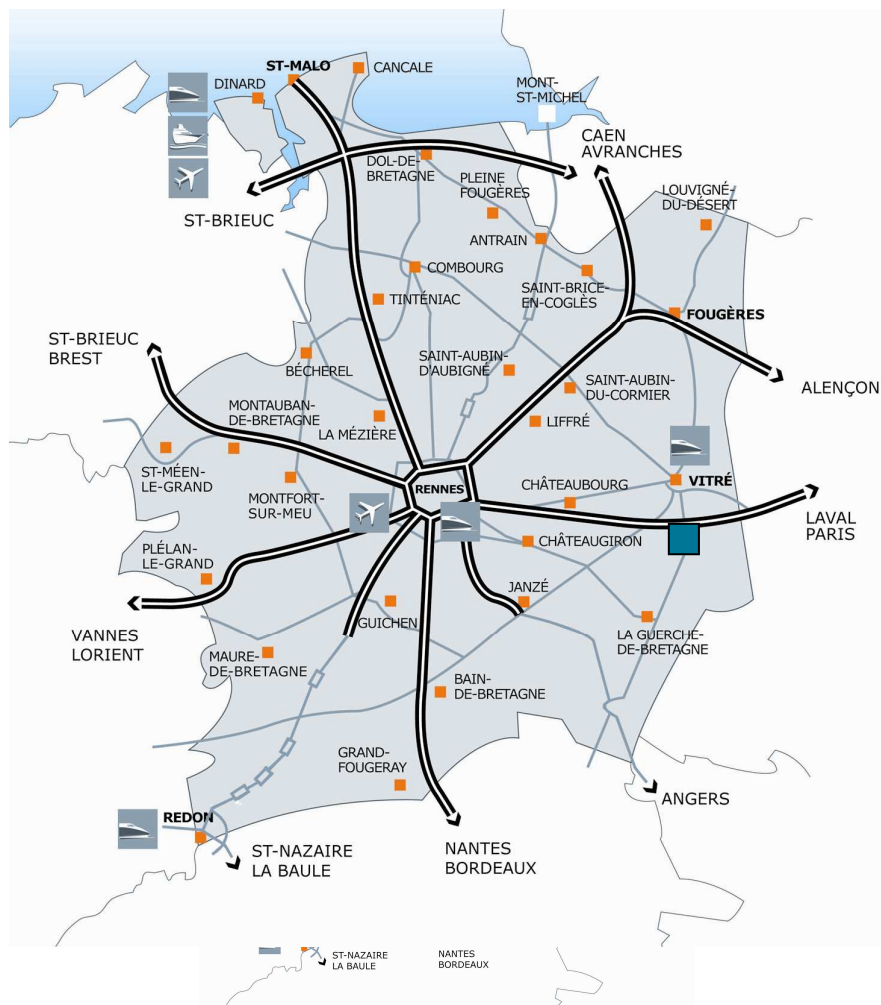 ST-MALO
CANCALE
DINARD
MONT-
ST-MICHEL
CAEN
AVRANCHES
DOL-DE-
BRETAGNE
PLEINE
FOUGÈRES
LOUVIGNÉ
-DU-DÉSERT
ST-BRIEUC
ANTRAIN
COMBOURG
SAINT-BRICE-
EN-COGLÈS
TINTÉNIAC
FOUGÈRES
ST-BRIEUC
BREST
BÉCHEREL
SAINT-AUBIN-
D'AUBIGNÉ
SAINT-AUBIN-
DU-CORMIER
ALENÇON
MONTAUBAN-
DE-BRETAGNE
LA MÉZIÈRE
LIFFRÉ
ST-MÉEN-
LE-GRAND
MONTFORT-
SUR-MEU
RENNES
CHÂTEAUBOURG
VITRÉ
LAVAL
PARIS
PLÉLAN-
LE-GRAND
CHÂTEAUGIRON
JANZÉ
GUICHEN
VANNES
LORIENT
LA GUERCHE-
DE-BRETAGNE
MAURE-
DE-BRETAGNE
BAIN-
DE-BRETAGNE
GRAND-
FOUGERAY
ANGERS
REDON
ST-NAZAIRE
LA BAULE
NANTES
BORDEAUX
ST-NAZAIRE
LA BAULE
NANTES
BORDEAUX